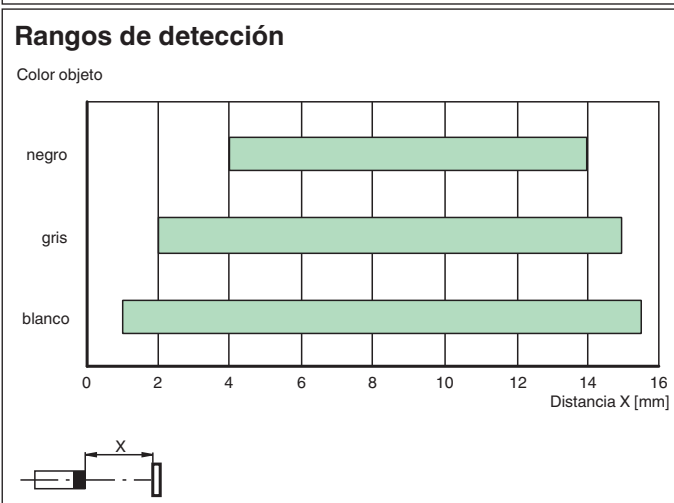 Rangos de detección
Color objeto
negro
gris
blanco
0 2 4 6 8 10 12 14 16
Distancia X [mm]
X